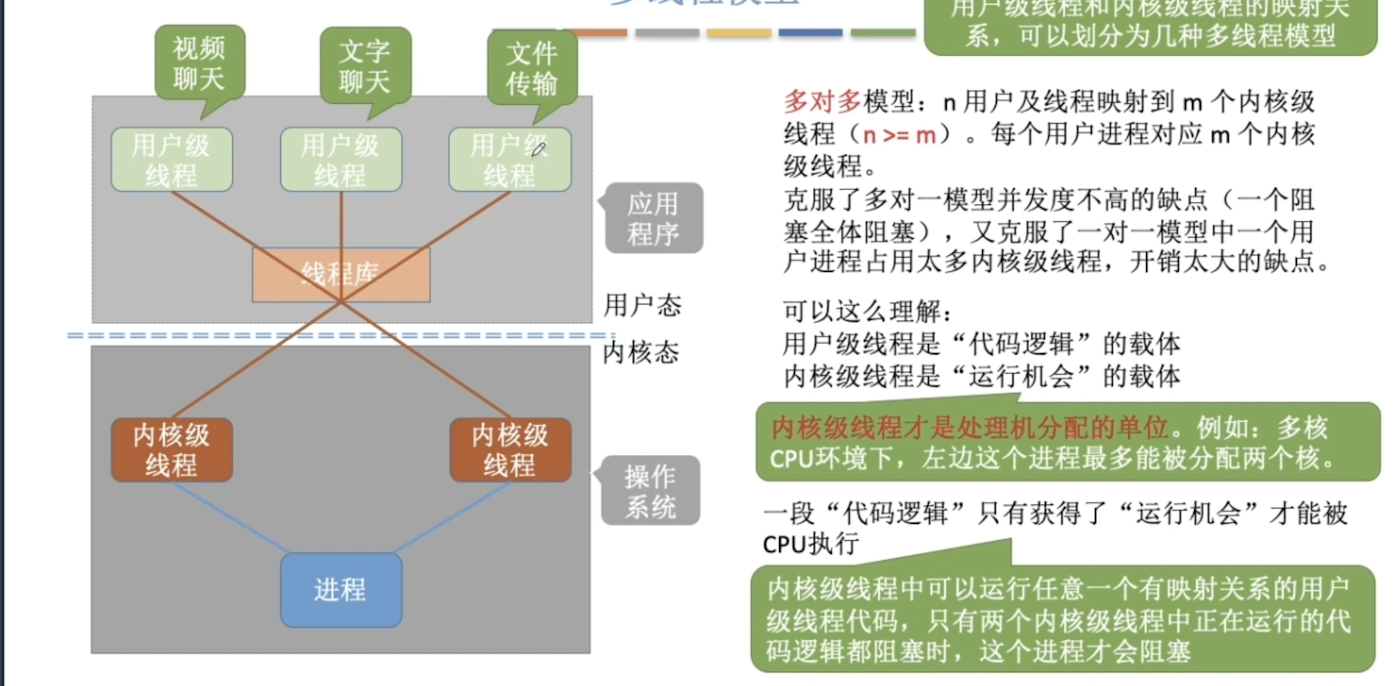 多线程模型
用户级线程和内核级线程的映射关
系，可以划分为几种多线程模型
视频
聊天
文字
聊天
文件
传输
用户级
线程
用户级
线程
用户级
线程
应用
程序
线程库
用户态
内核态
内核级
线程
内核级
线程
操作
系统
进程
多对多模型：n 用户及线程映射到 m 个内核级
线程（n >= m）。每个用户进程对应 m 个内核
级线程。
克服了多对一模型并发度不高的缺点（一个阻
塞全体阻塞），又克服了一对一模型中一个用
户进程占用太多内核级线程，开销太大的缺点。
可以这么理解：
用户级线程是“代码逻辑”的载体
内核级线程是“运行机会”的载体
内核级线程才是处理机分配的单位。例如：多核
CPU环境下，左边这个进程最多能被分配两个核。
一段“代码逻辑”只有获得了“运行机会”才能被
CPU执行
内核级线程中可以运行任意一个有映射关系的用户
级线程代码，只有两个内核级线程中正在运行的代
码逻辑都阻塞时，这个进程才会阻塞